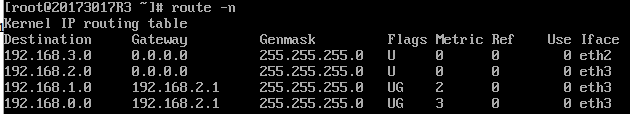 [root@20173017R3 ~]# route -n
Kernel IP routing table
Destination     Gateway         Genmask         Flags Metric Ref    Use Iface
192.168.3.0     0.0.0.0         255.255.255.0   U     0      0        0 eth2
192.168.2.0     0.0.0.0         255.255.255.0   U     0      0        0 eth3
192.168.1.0     192.168.2.1     255.255.255.0   UG    2      0        0 eth3
192.168.0.0     192.168.2.1     255.255.255.0   UG    3      0        0 eth3